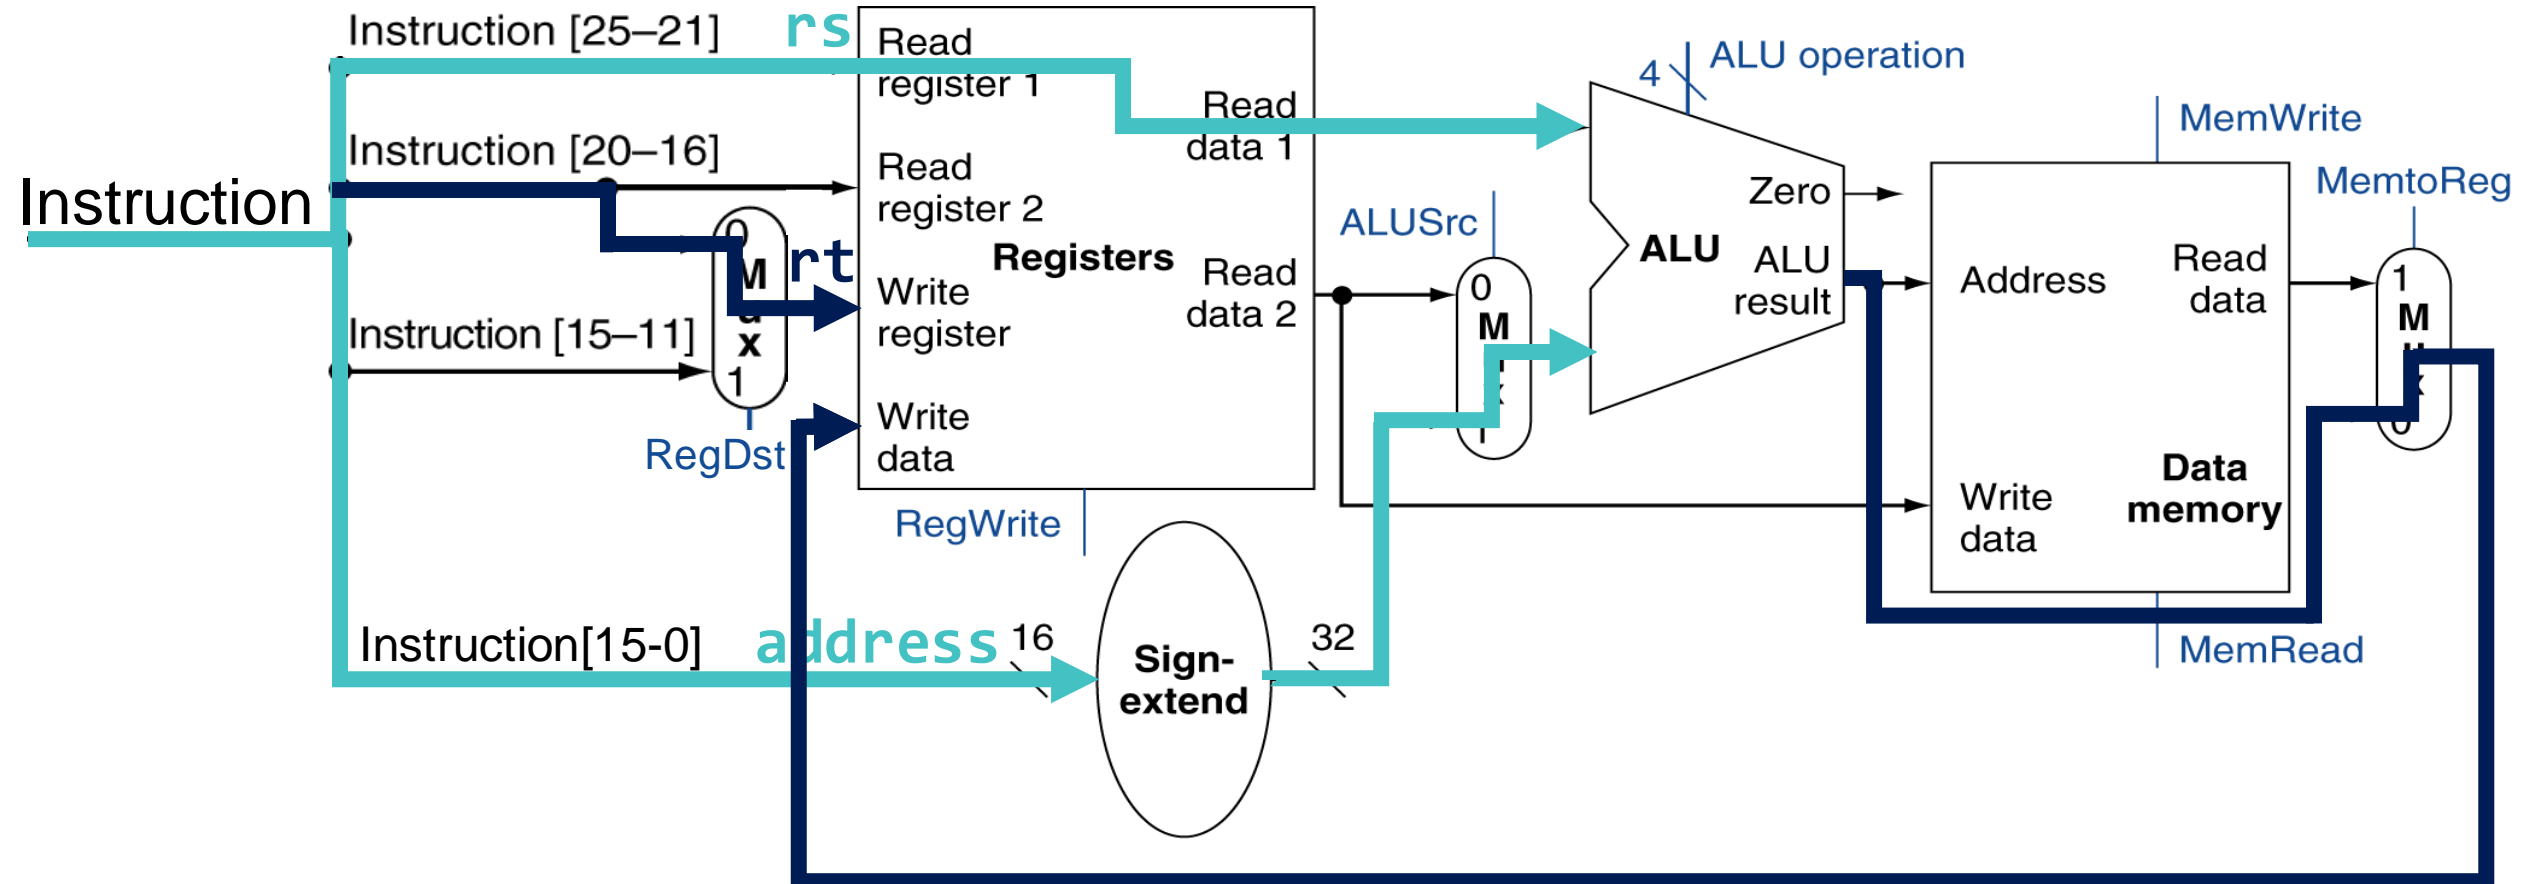 Instruction [25–21]
rs
Read
register 1
Read
data 1
4
ALU operation
MemWrite
Instruction [20–16]
Read
register 2
Zero
MemtoReg
Instruction
0
M
u
x
1
rt
Write
register
Registers
Read
data 2
ALUSrc
0
M
ALU
ALU
result
Address
Read
data
1
M
u
x
0
Instruction [15–11]
RegDst
Write
data
RegWrite
Write
data
Data
memory
Instruction[15-0]
address
16
Sign-
extend
32
MemRead